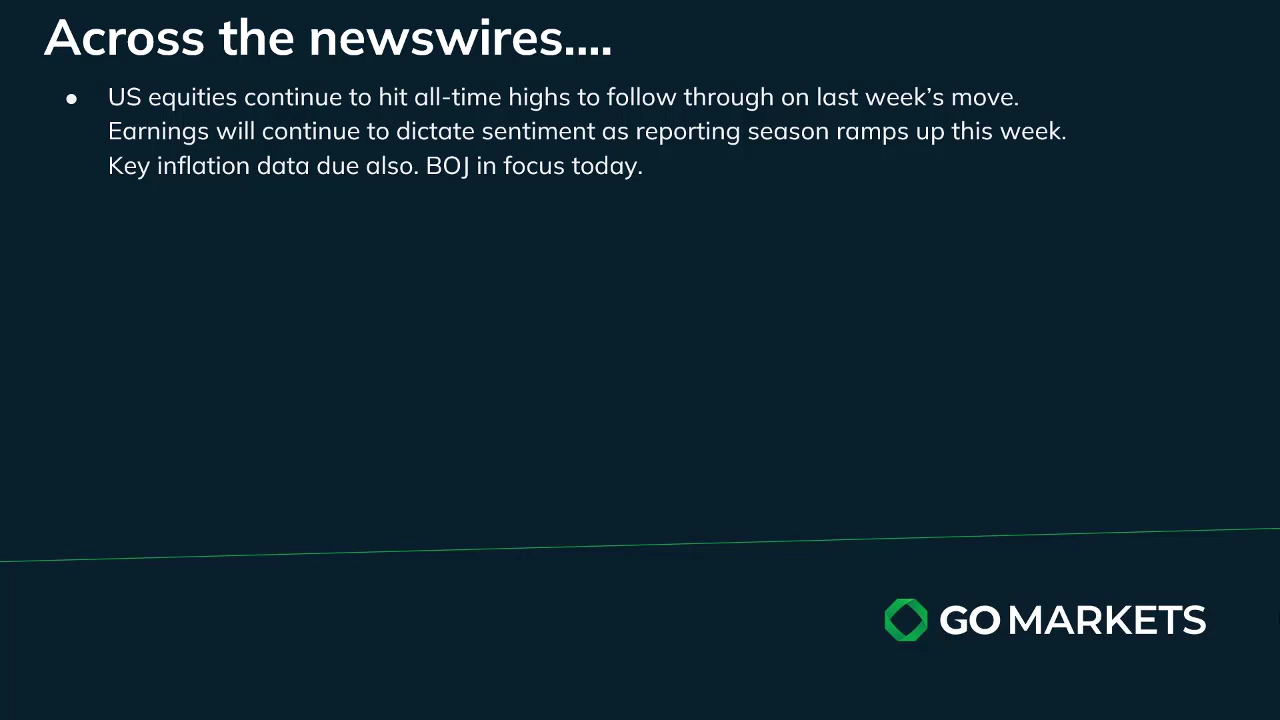 Across the newswires....
● US equities continue to hit all-time highs to follow through on last week’s move.
Earnings will continue to dictate sentiment as reporting season ramps up this week.
Key inflation data due also. BOJ in focus today.
GO MARKETS